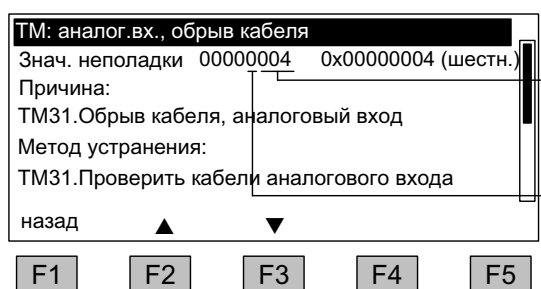 ТМ: аналог.вх., обрыв кабеля
Знач. неполадки 00000004 0x00000004 (шестн.)
Причина:
ТМ31.Обрыв кабеля, аналоговый вход
Метод устранения:
ТМ31.Проверить кабели аналогового входа
назад ▲ ▼
F1 F2 F3 F4 F5